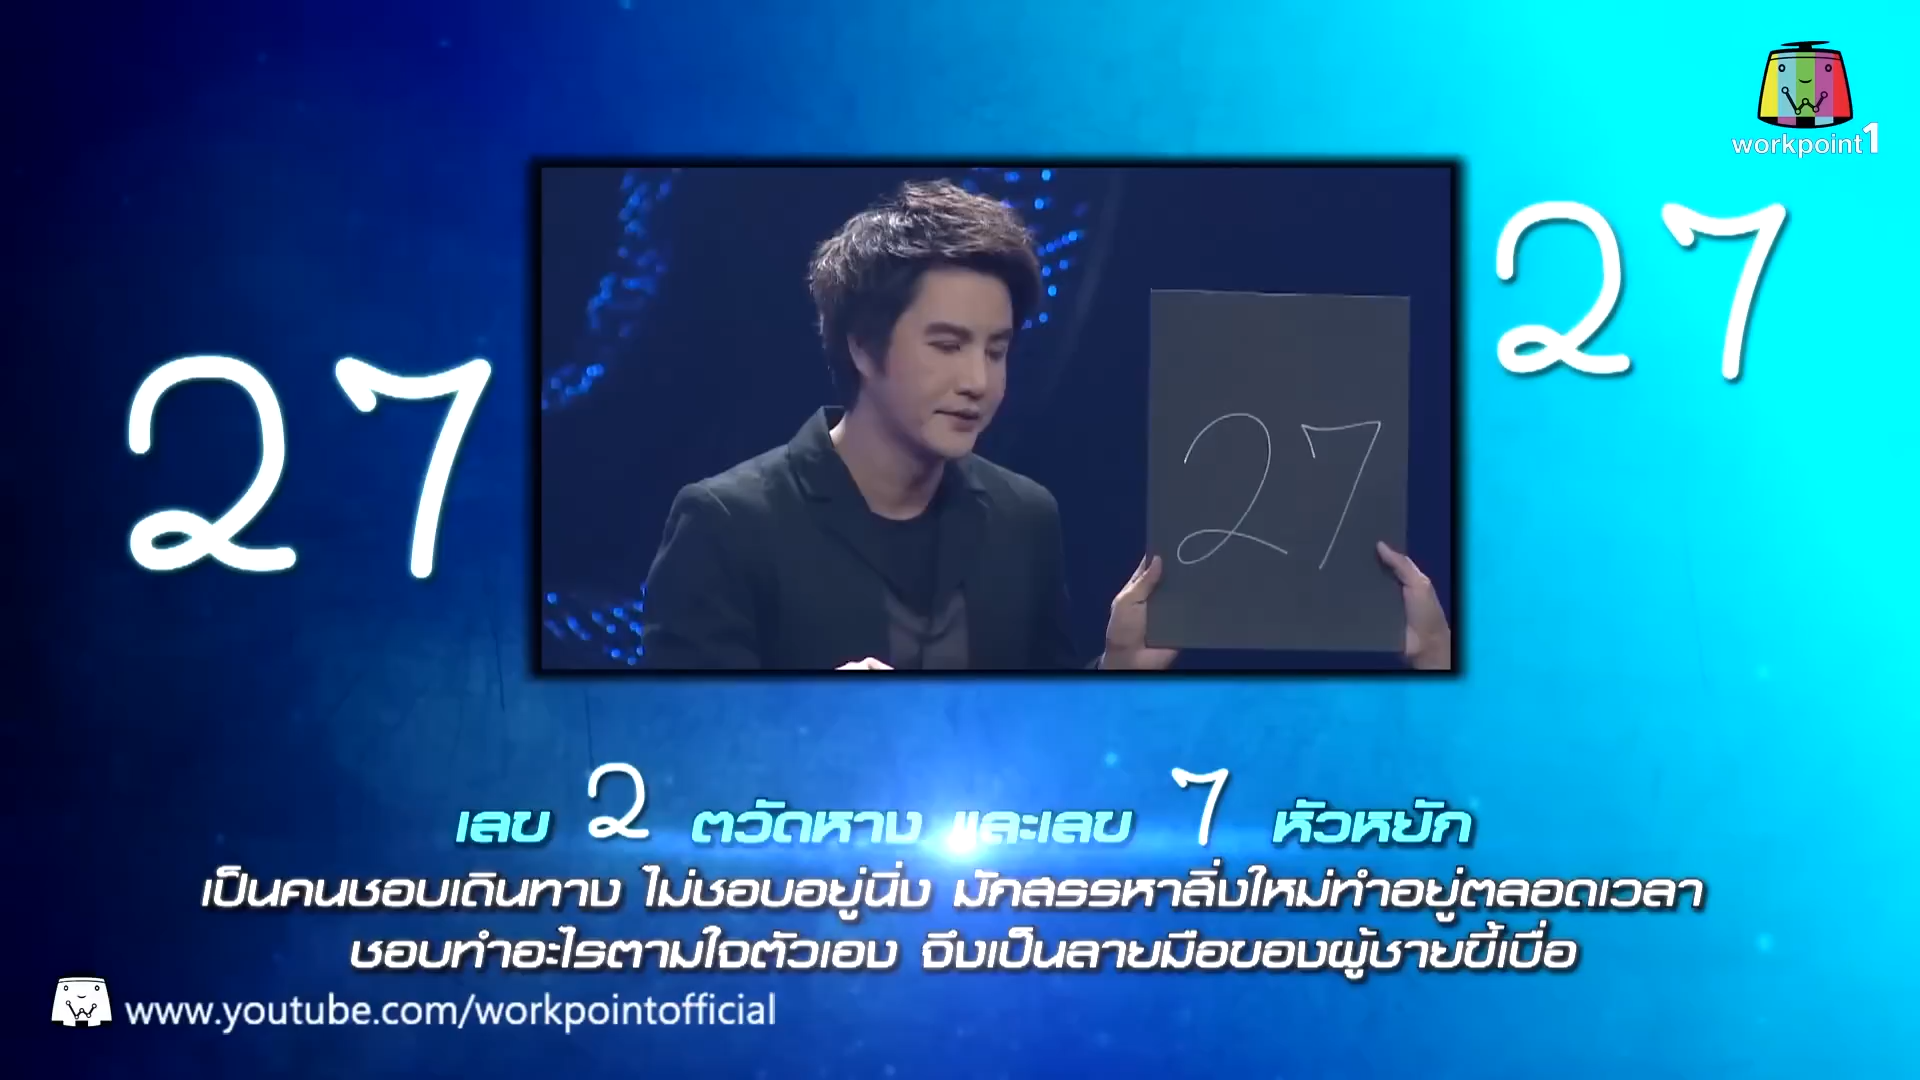 workpoint1
27
27
27
เลข 2 ตวัดหาง และเลข 7 หัวหยัก
เป็นคนชอบเดินทาง ไม่ชอบอยู่นิ่ง มักสรรหาสิ่งใหม่ทำอยู่ตลอดเวลา
ชอบทำอะไรตามใจตัวเอง จึงเป็นลายมือของผู้ชายขี้เบื่อ
www.youtube.com/workpointofficial